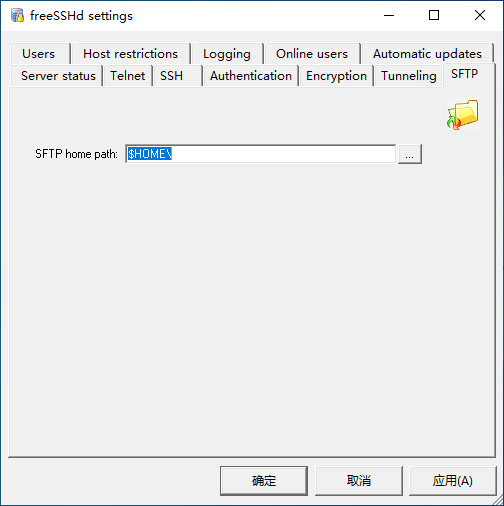 freeSSHd settings
Users Host restrictions Logging Online users Automatic updates
Server status Telnet SSH Authentication Encryption Tunneling SFTP
SFTP home path: $HOME\ ...
确定 取消 应用(A)